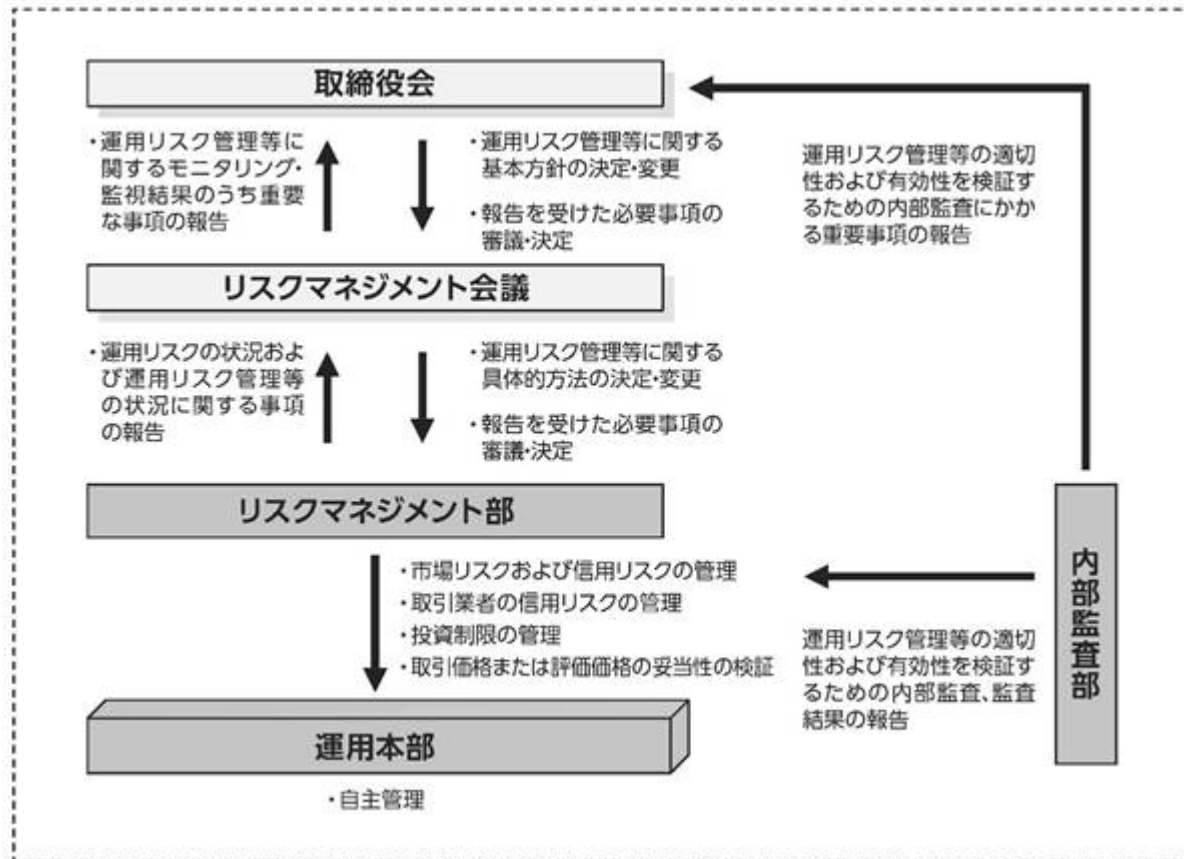 取締役会
・運用リスク管理等に
関するモニタリング・
監視結果のうち重要
な事項の報告
・運用リスク管理等に関する
基本方針の決定・変更
・報告を受けた必要事項の
審議・決定
運用リスク管理等の適切
性および有効性を検証す
るための内部監査にかか
る重要事項の報告
リスクマネジメント会議
・運用リスクの状況およ
び運用リスク管理等
の状況に関する事項
の報告
・運用リスク管理等に関する
具体的方法の決定・変更
・報告を受けた必要事項の
審議・決定
リスクマネジメント部
・市場リスクおよび信用リスクの管理
・取引業者の信用リスクの管理
・投資制限の管理
・取引価格または評価価格の妥当性の検証
内部監査部
運用リスク管理等の適切
性および有効性を検証す
るための内部監査、監査
結果の報告
運用本部
・自主管理